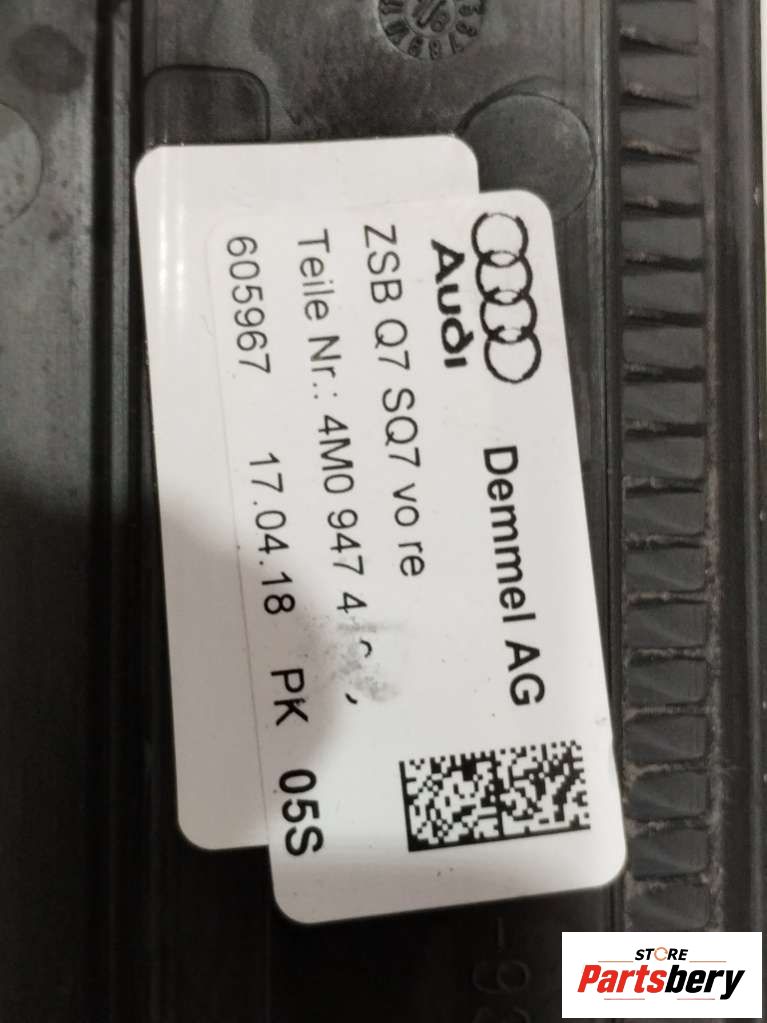 Audi
Demmel AG
ZSB Q7 SQ7 vo re
Teile Nr.: 4M0 947 4
605967 17.04.18 PK 05S
STORE
Partsbery